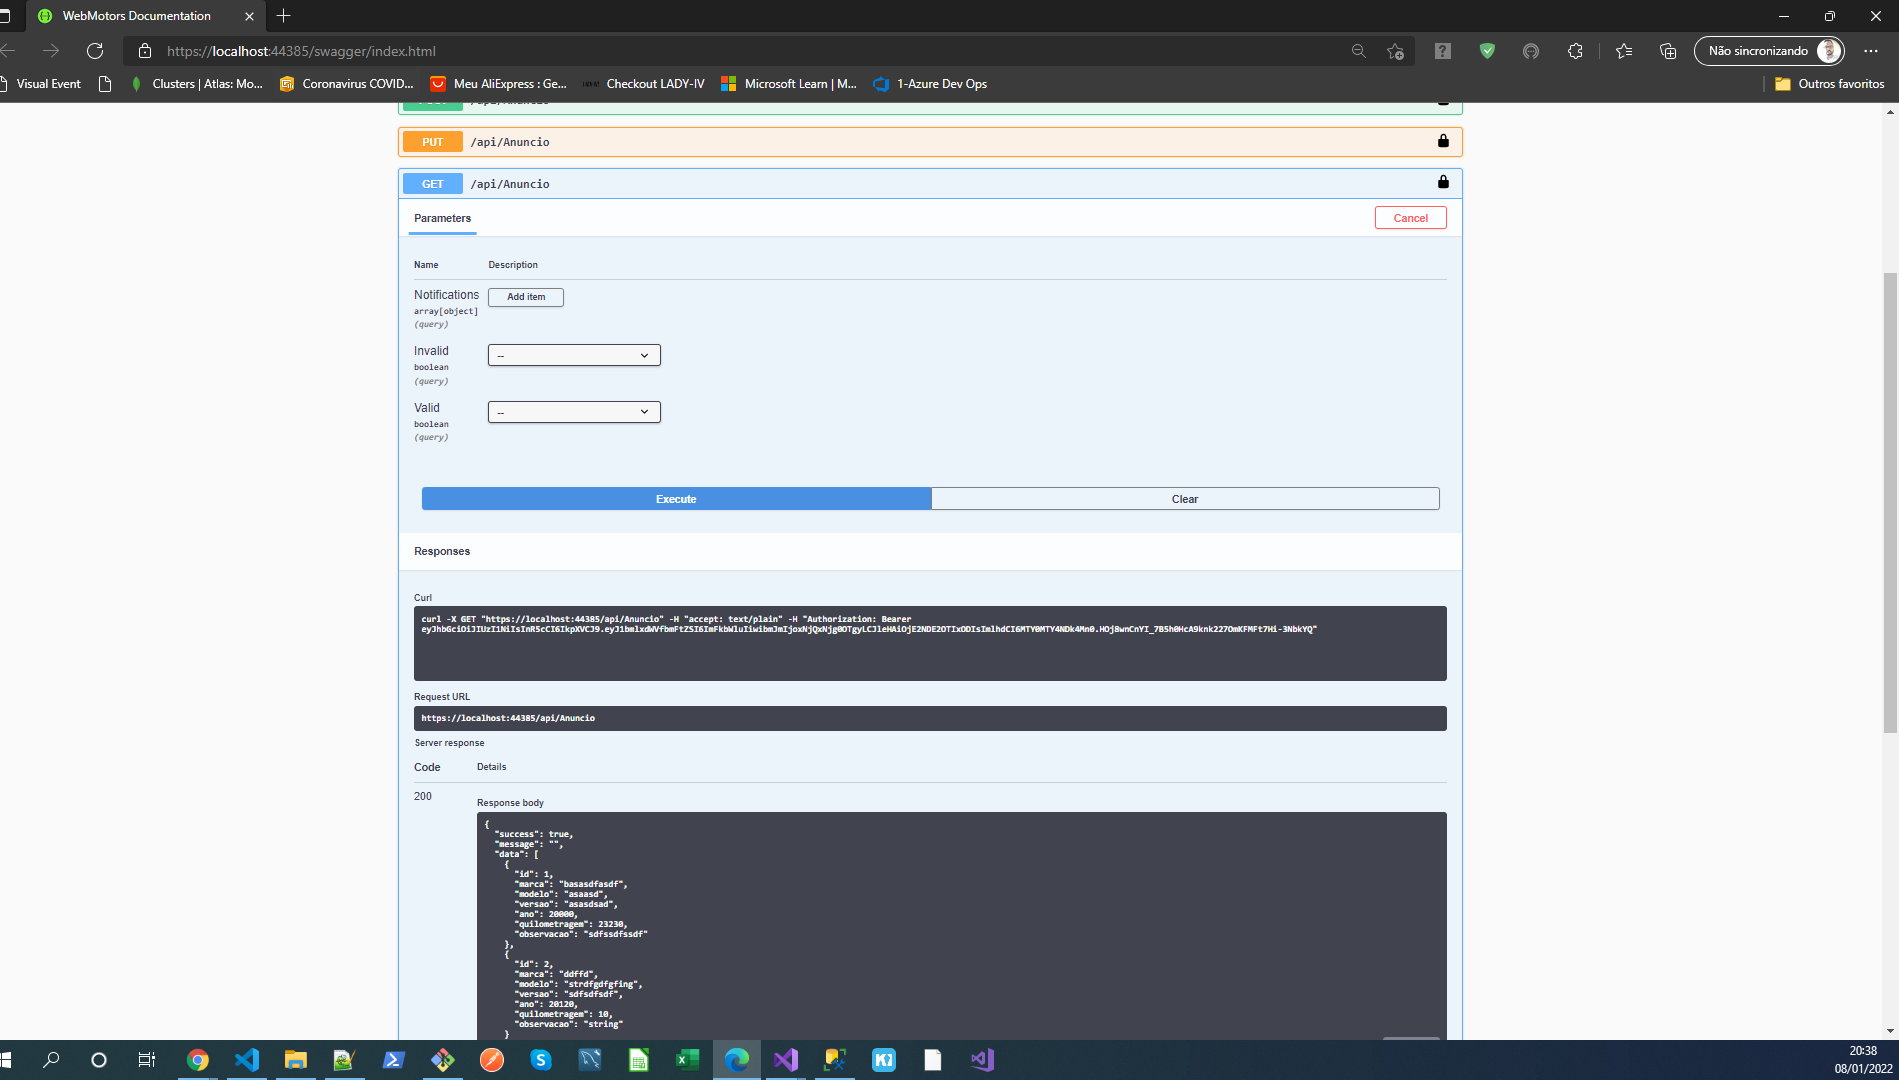 WebMotors Documentation
https://localhost:44385/swagger/index.html
Não sincronizando
Visual Event
Clusters | Atlas: Mo...
Coronavirus COVID...
Meu AliExpress : Ge...
Checkout LADY-IV
Microsoft Learn | M...
1-Azure Dev Ops
Outros favoritos
PUT /api/Anuncio
GET /api/Anuncio
Parameters
Cancel
Name Description
Notifications Add item
array[object]
(query)
Invalid --
boolean
(query)
Valid --
boolean
(query)
Execute Clear
Responses
Curl
curl -X GET "https://localhost:44385/api/Anuncio" -H "accept: text/plain" -H "Authorization: Bearer
Request URL
https://localhost:44385/api/Anuncio
Server response
Code Details
200
Response body
{
"success": true,
"message": "",
"data": [
{
"id": 1,
"marca": "basasdfasdf",
"modelo": "asaasd",
"versao": "asasdsad",
"ano": 20000,
"quilometragem": 23230,
"observacao": "sdfssdfssdf"
},
{
"id": 2,
"marca": "ddffd",
"modelo": "strdfgdfgfing",
"versao": "sdfsdfsdf",
"ano": 20120,
"quilometragem": 10,
"observacao": "string"
}
20:38
08/01/2022